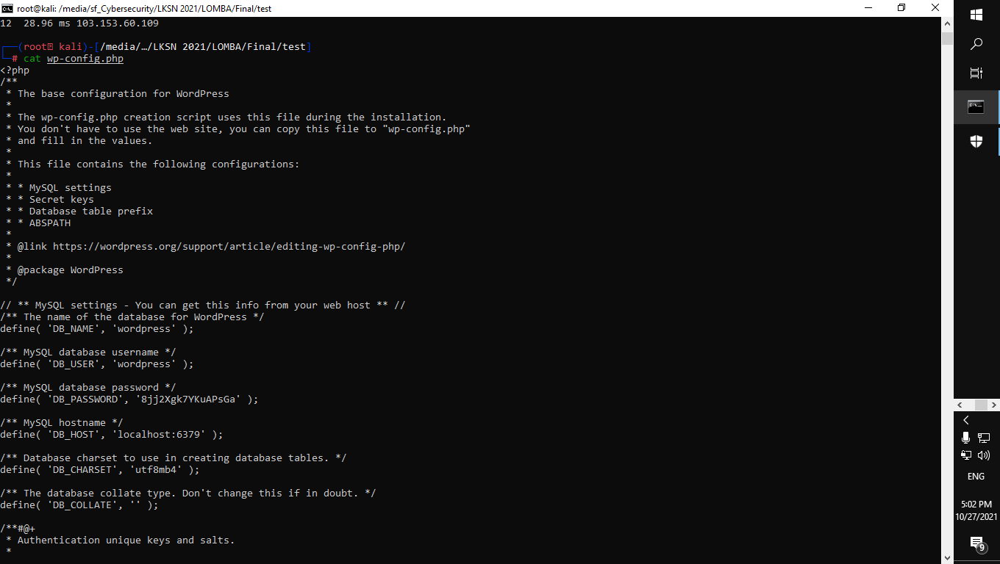 root@kali: /media/sf_Cybersecurity/LKSN 2021/LOMBA/Final/test
12  28.96 ms 103.153.60.109
┌──(root kali)-[/media/…/LKSN 2021/LOMBA/Final/test]
└─# cat wp-config.php
<?php
/**
 * The base configuration for WordPress
 *
 * The wp-config.php creation script uses this file during the installation.
 * You don't have to use the web site, you can copy this file to "wp-config.php"
 * and fill in the values.
 *
 * This file contains the following configurations:
 *
 * * MySQL settings
 * * Secret keys
 * * Database table prefix
 * * ABSPATH
 *
 * @link https://wordpress.org/support/article/editing-wp-config-php/
 *
 * @package WordPress
 */
// ** MySQL settings - You can get this info from your web host ** //
/** The name of the database for WordPress */
define( 'DB_NAME', 'wordpress' );
/** MySQL database username */
define( 'DB_USER', 'wordpress' );
/** MySQL database password */
define( 'DB_PASSWORD', '8jj2Xgk7YKuAPsGa' );
/** MySQL hostname */
define( 'DB_HOST', 'localhost:6379' );
/** Database charset to use in creating database tables. */
define( 'DB_CHARSET', 'utf8mb4' );
/** The database collate type. Don't change this if in doubt. */
define( 'DB_COLLATE', '' );
/**#@+
 * Authentication unique keys and salts.
 *
ENG
5:02 PM
10/27/2021
9